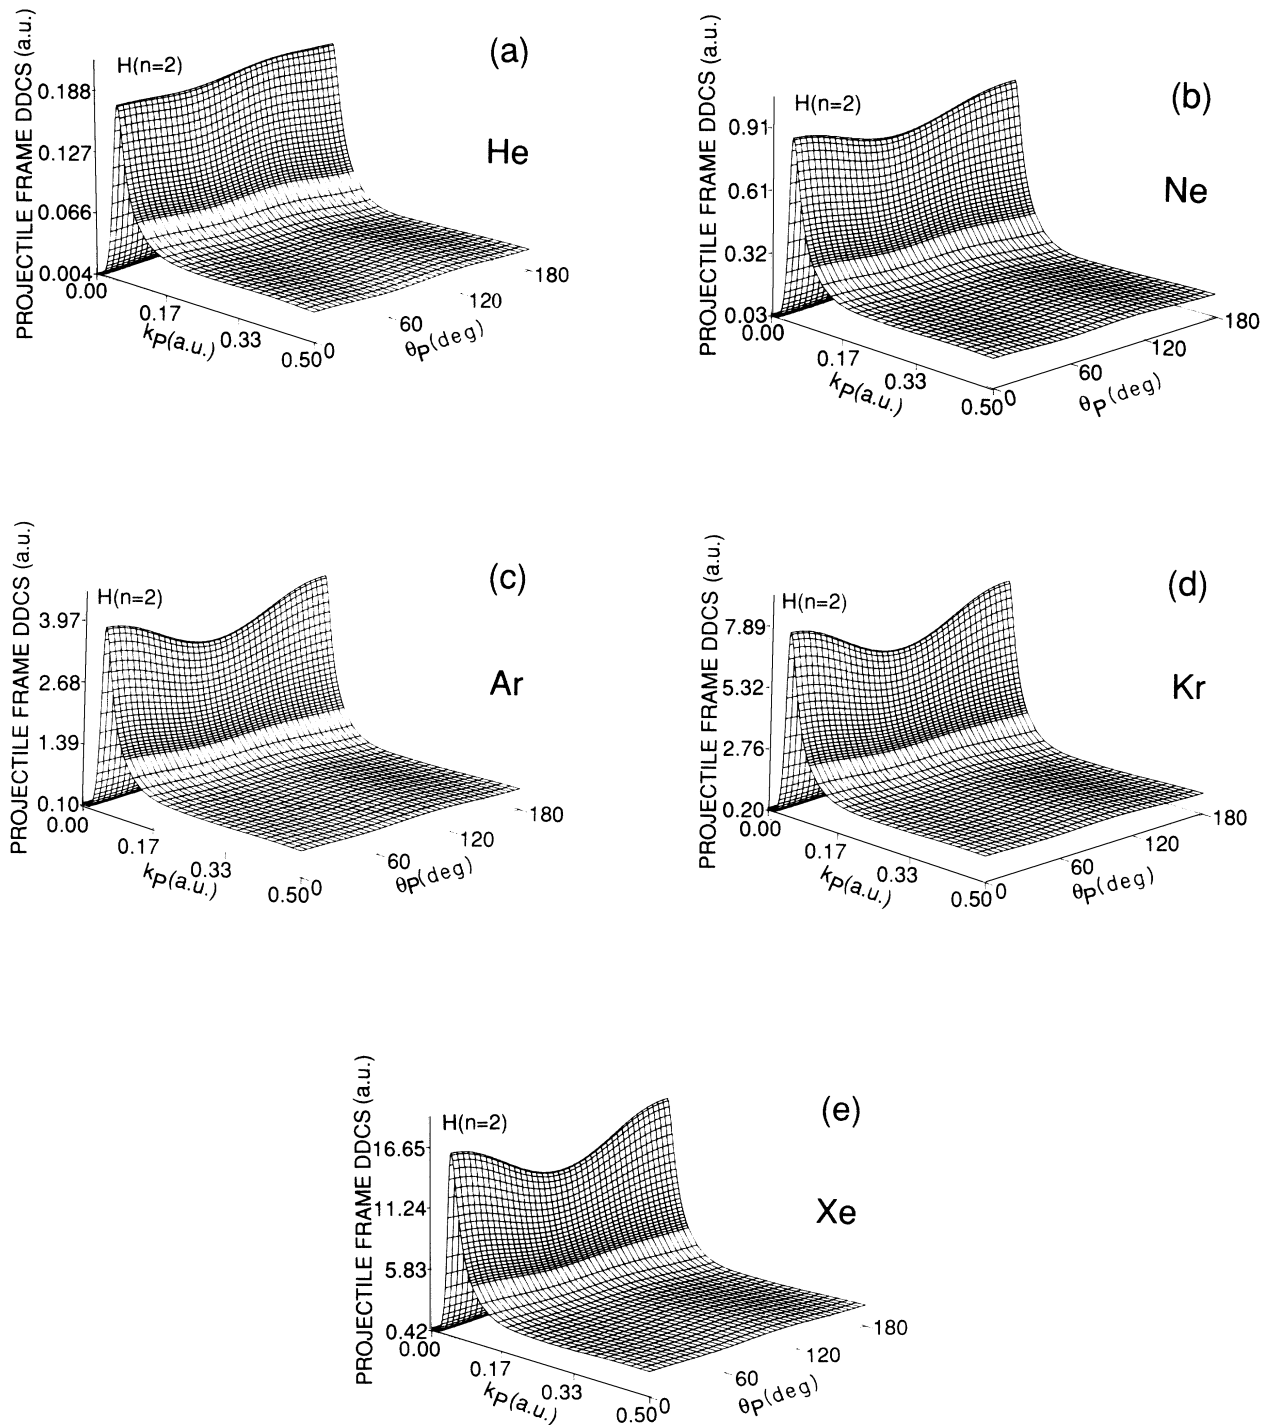 (a)
H(n=2)
He
PROJECTILE FRAME DDCS (a.u.)
0.188
0.127
0.066
0.004
0.00
0.17
0.33
0.50
kP(a.u.)
0
60
120
180
θP(deg)
(b)
H(n=2)
Ne
PROJECTILE FRAME DDCS (a.u.)
0.91
0.61
0.32
0.03
0.00
0.17
0.33
0.50
kP(a.u.)
0
60
120
180
θP(deg)
(c)
H(n=2)
Ar
PROJECTILE FRAME DDCS (a.u.)
3.97
2.68
1.39
0.10
0.00
0.17
0.33
0.50
kP(a.u.)
0
60
120
180
θP(deg)
(d)
H(n=2)
Kr
PROJECTILE FRAME DDCS (a.u.)
7.89
5.32
2.76
0.20
0.00
0.17
0.33
0.50
kP(a.u.)
0
60
120
180
θP(deg)
(e)
H(n=2)
Xe
PROJECTILE FRAME DDCS (a.u.)
16.65
11.24
5.83
0.42
0.00
0.17
0.33
0.50
kP(a.u.)
0
60
120
180
θP(deg)